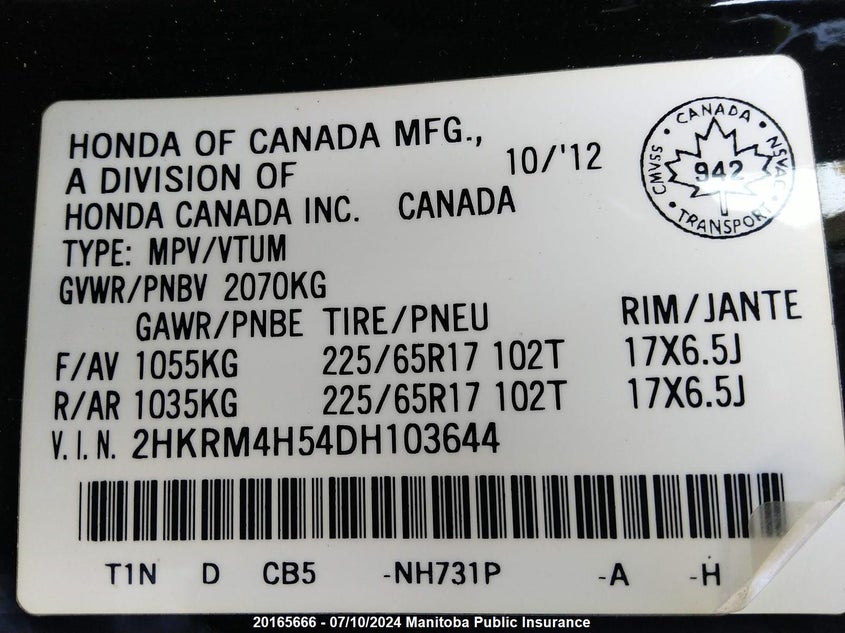 HONDA OF CANADA MFG.,
A DIVISION OF 10/'12
HONDA CANADA INC. CANADA
TYPE: MPV/VTUM
GVWR/PNBV 2070KG
GAWR/PNBE TIRE/PNEU RIM/JANTE
F/AV 1055KG 225/65R17 102T 17X6.5J
R/AR 1035KG 225/65R17 102T 17X6.5J
V.I.N. 2HKRM4H54DH103644
T1N D CB5 -NH731P -A -H
CANADA
CMVSS 942 NSVAC
TRANSPORT
20165666 - 07/10/2024 Manitoba Public Insurance